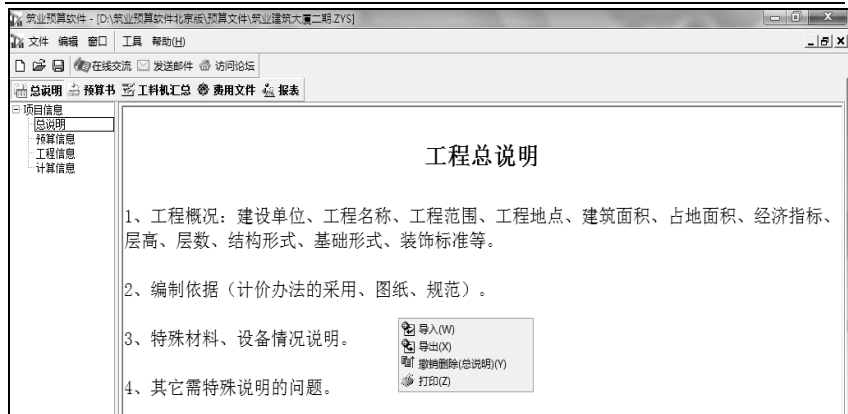 筑业预算软件 - [D:\筑业预算软件北京版\预算文件\筑业建筑大厦二期.ZYS]
文件 编辑 窗口 工具 帮助(H)
在线交流 发送邮件 访问论坛
总说明 预算书 工料机汇总 费用文件 报表
项目信息
总说明
预算信息
工程信息
计算信息
工程总说明
1、工程概况：建设单位、工程名称、工程范围、工程地点、建筑面积、占地面积、经济指标、
层高、层数、结构形式、基础形式、装饰标准等。
2、编制依据（计价办法的采用、图纸、规范）。
3、特殊材料、设备情况说明。
4、其它需特殊说明的问题。
导入(W)
导出(X)
撤销删除(总说明)(Y)
打印(Z)